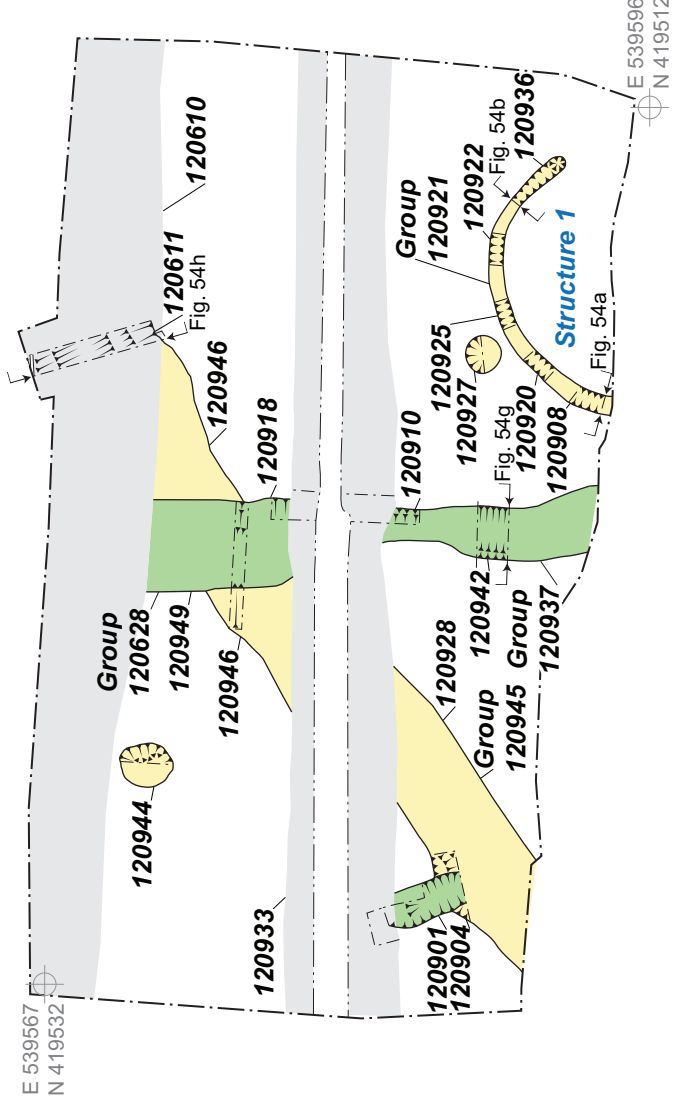 E 539596
N 419512
120610
120611
Fig. 54h
120946
120918
Group
120628
120949
120946
120944
120933
120936
Fig. 54b
120922
Group
120921
Structure 1
120925
120927
Fig. 54a
120920
120908
120910
Fig. 54g
120942
Group
120937
120928
Group
120945
120901
120904
E 539567
N 419532